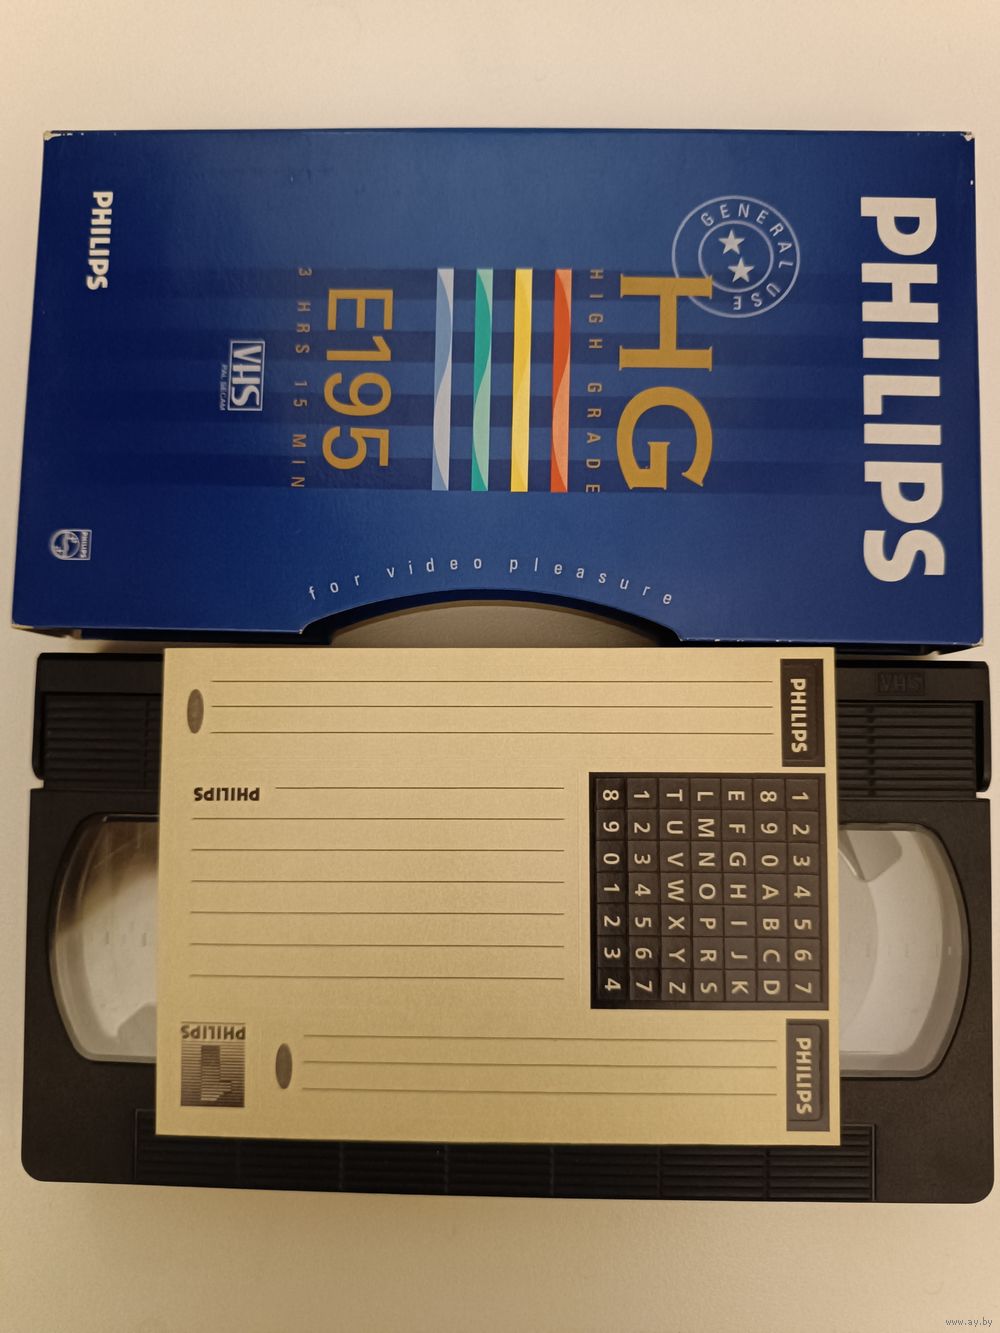 PHILIPS
GENERAL USE
HG
HIGH GRADE
E195
3 HRS 15 MIN
VHS
PAL SECAM
PHILIPS
PHILIPS
for video pleasure
VHS
PHILIPS
1 2 3 4 5 6 7
8 9 0 A B C D
E F G H I J K
L M N O P R S
T U V W X Y Z
1 2 3 4 5 6 7
8 9 0 1 2 3 4
PHILIPS
PHILIPS
PHILIPS
www.ay.by